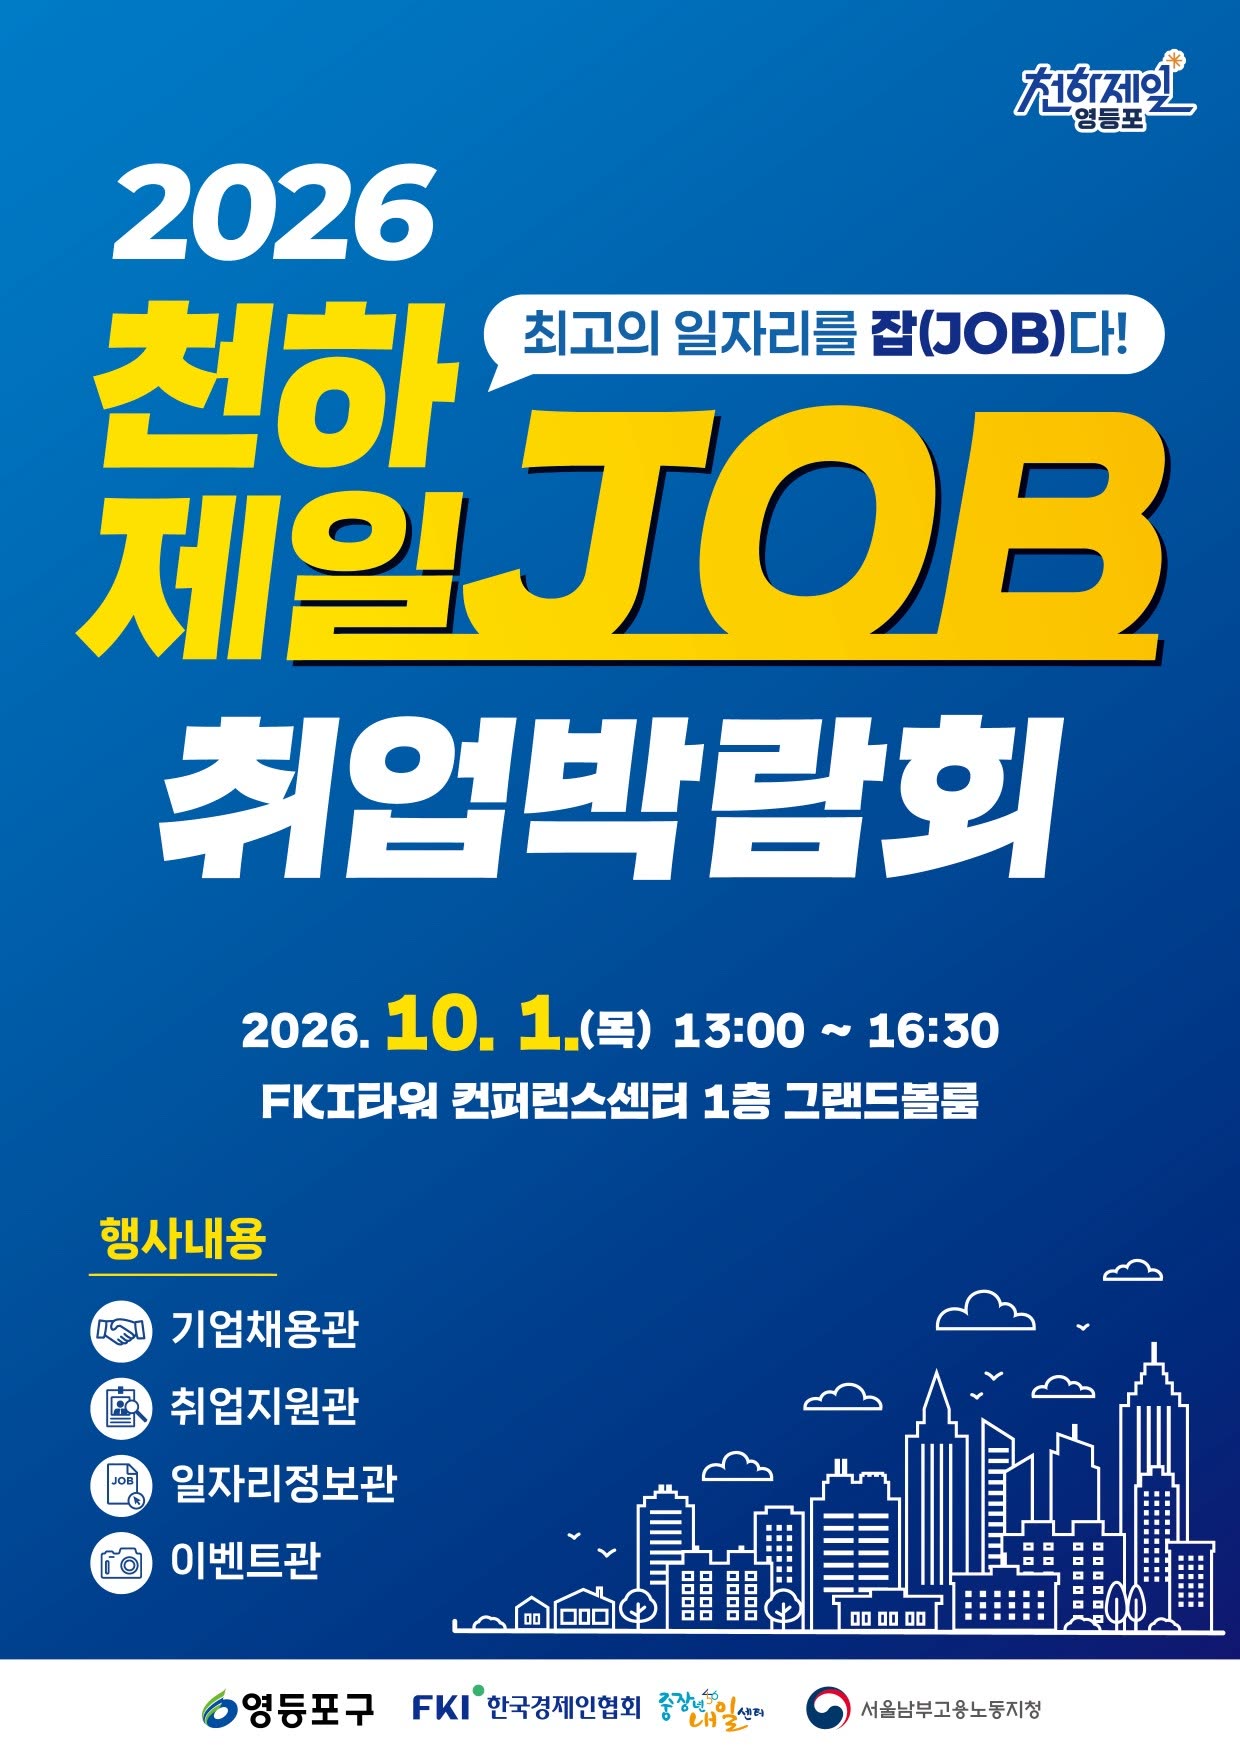 천하제일
영등포
2026
천하
최고의 일자리를 잡(JOB)다!
제일JOB
취업박람회
2026. 10. 1.(목) 13:00 ~ 16:30
FKI타워 컨퍼런스센터 1층 그랜드볼룸
행사내용
기업채용관
취업지원관
JOB
일자리정보관
이벤트관
영등포구
FKI 한국경제인협회
중장년 내일센터
서울남부고용노동지청